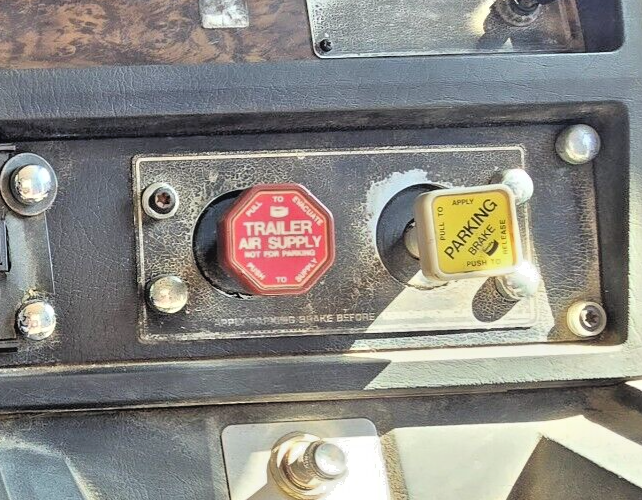 PULL TO EVACUATE
TRAILER
AIR SUPPLY
NOT FOR PARKING
PUSH TO SUPPLY
PULL TO APPLY
PARKING
BRAKE
PUSH TO RELEASE
APPLY PARKING BRAKE BEFORE